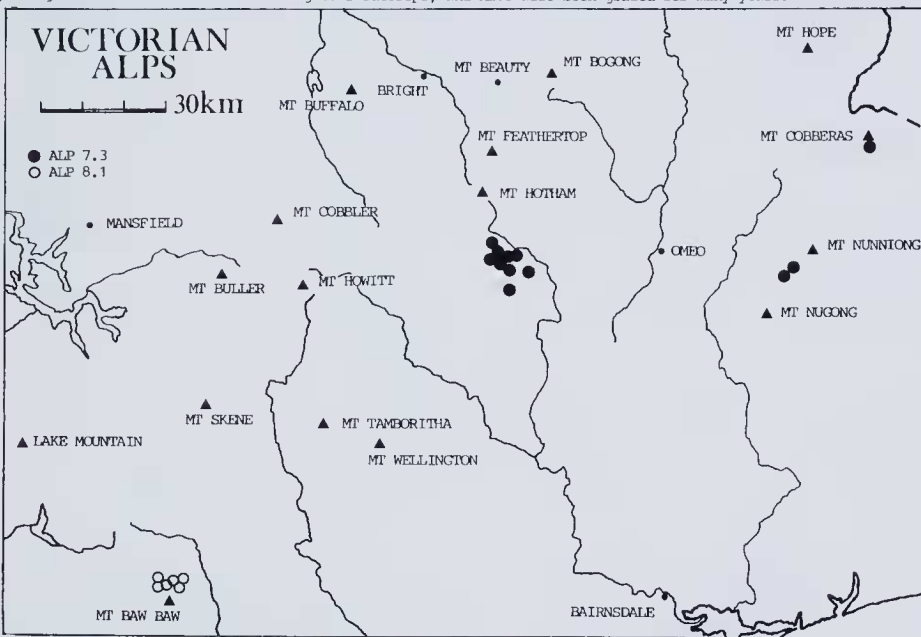 VICTORIAN
ALPS
30km
ALP 7.3
ALP 8.1
MT HOPE
MT BEAUTY
MT BOGONG
BRIGHT
MT BUFFALO
MT COBBERAS
MT FEATHERTOP
MT HOTHAM
MT COBBLER
MANSFIELD
OMEO
MT NUNNIONG
MT BULLER
MT HOWITT
MT NUGONG
MT SKENE
MT TAMBORITHA
LAKE MOUNTAIN
MT WELLINGTON
MT BAW BAW
BAIRNSDALE